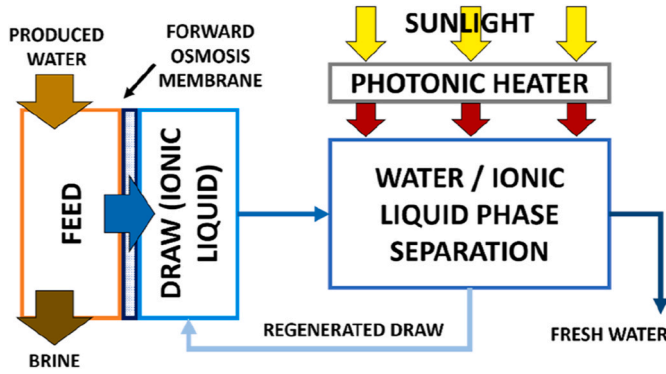 PRODUCED
WATER
FORWARD
OSMOSIS
MEMBRANE
SUNLIGHT
PHOTONIC HEATER
FEED
DRAW (IONIC
LIQUID)
WATER / IONIC
LIQUID PHASE
SEPARATION
REGENERATED DRAW
BRINE
FRESH WATER